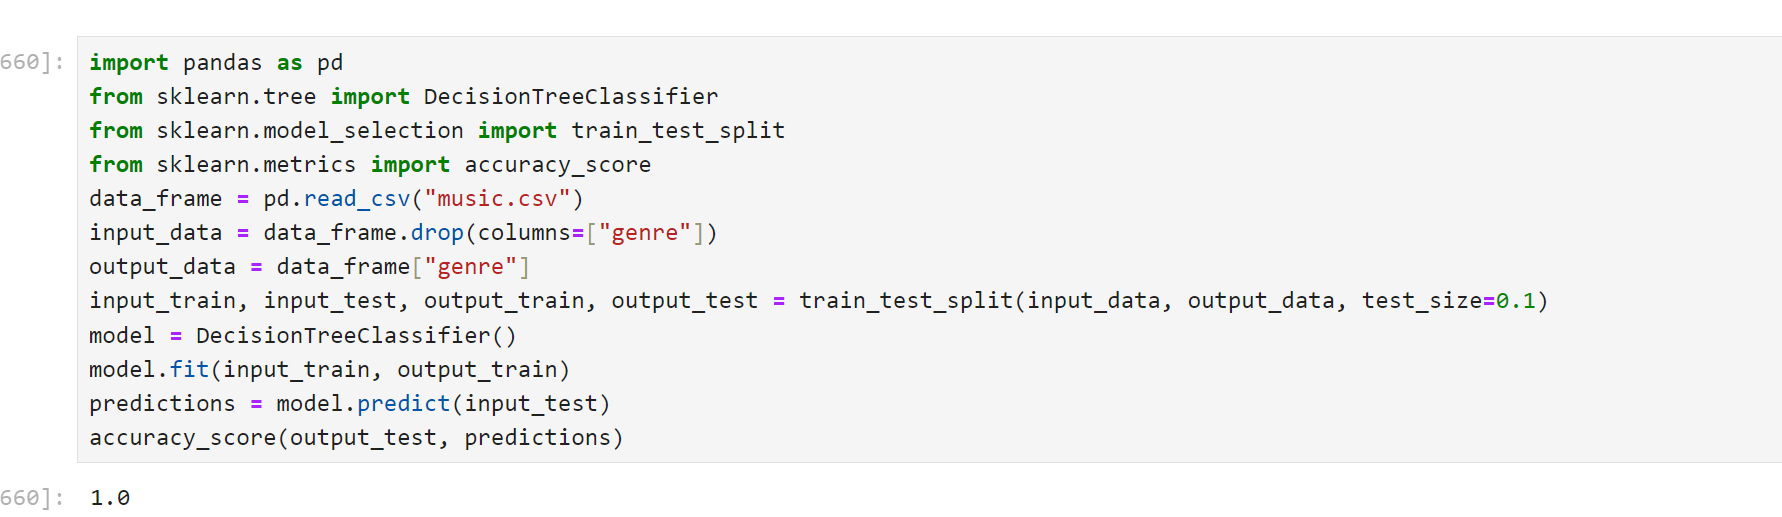 660]:
import pandas as pd
from sklearn.tree import DecisionTreeClassifier
from sklearn.model_selection import train_test_split
from sklearn.metrics import accuracy_score
data_frame = pd.read_csv("music.csv")
input_data = data_frame.drop(columns=["genre"])
output_data = data_frame["genre"]
input_train, input_test, output_train, output_test = train_test_split(input_data, output_data, test_size=0.1)
model = DecisionTreeClassifier()
model.fit(input_train, output_train)
predictions = model.predict(input_test)
accuracy_score(output_test, predictions)
660]: 1.0